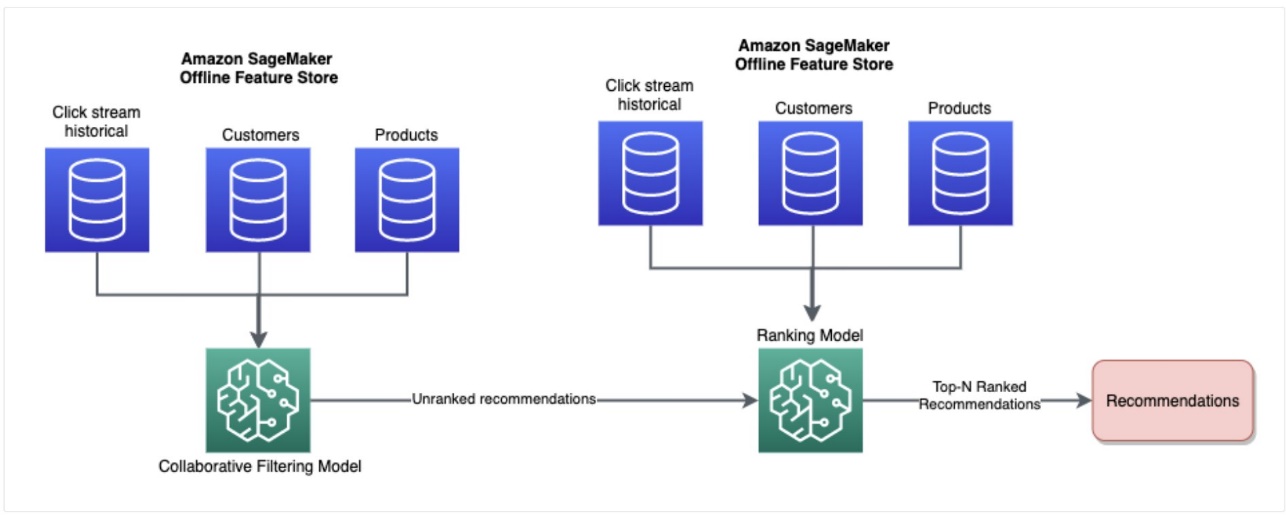 Amazon SageMaker
Offline Feature Store
Click stream
historical
Customers
Products
Amazon SageMaker
Offline Feature Store
Click stream
historical
Customers
Products
Collaborative Filtering Model
Unranked recommendations
Ranking Model
Top-N Ranked
Recommendations
Recommendations